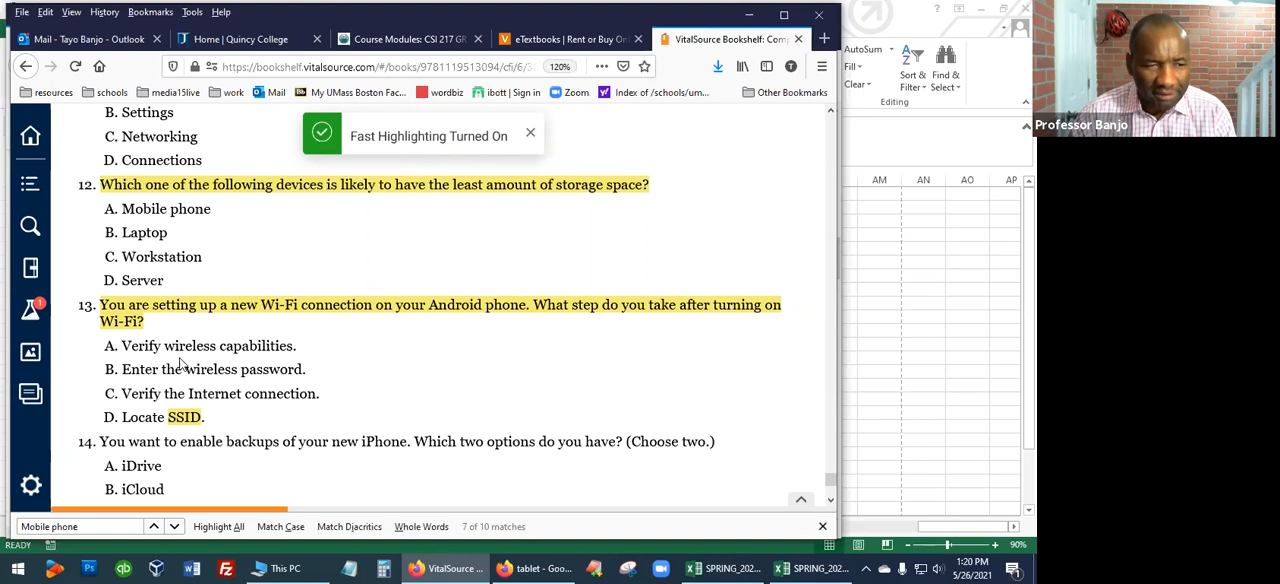 File Edit View History Bookmarks Tools Help
Mail - Tayo Banjo - Outlook
Home | Quincy College
Course Modules: CSI 217 GR
eTextbooks | Rent or Buy On
VitalSource Bookshelf: Comp
https://bookshelf.vitalsource.com/#/books/9781119513094/cfi/6/3
120%
resources schools media15live work Mail My UMass Boston Fac... wordbiz ibott | Sign in Zoom Index of /schools/um... Other Bookmarks
AutoSum
Fill
Clear
Sort & Filter
Find & Select
Editing
Professor Banjo
AM AN AO AP
Fast Highlighting Turned On
B. Settings
C. Networking
D. Connections
12. Which one of the following devices is likely to have the least amount of storage space?
A. Mobile phone
B. Laptop
C. Workstation
D. Server
13. You are setting up a new Wi-Fi connection on your Android phone. What step do you take after turning on
Wi-Fi?
A. Verify wireless capabilities.
B. Enter the wireless password.
C. Verify the Internet connection.
D. Locate SSID.
14. You want to enable backups of your new iPhone. Which two options do you have? (Choose two.)
A. iDrive
B. iCloud
1
Mobile phone
Highlight All Match Case Match Diacritics Whole Words 7 of 10 matches
READY
90%
This PC
VitalSource ...
tablet - Goo...
SPRING_202...
SPRING_202...
1:20 PM
5/26/2021